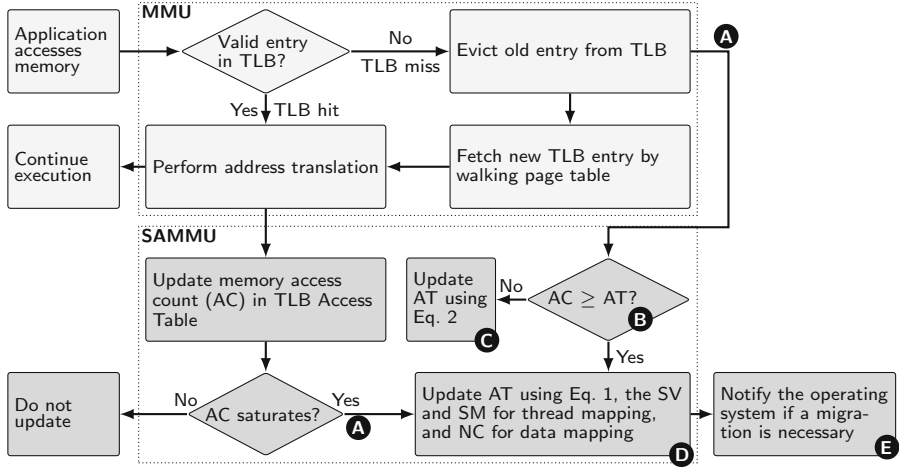 MMU
Application
accesses
memory
Valid entry
in TLB?
No
TLB miss
Evict old entry from TLB
A
Yes
TLB hit
Continue
execution
Perform address translation
Fetch new TLB entry by
walking page table
SAMMU
Update memory access
count (AC) in TLB Access
Table
Update
AT using
Eq. 2
C
No
AC ≥ AT?
B
Yes
Do not
update
No
AC saturates?
Yes
A
Update AT using Eq. 1, the SV
and SM for thread mapping,
and NC for data mapping
D
Notify the operating
system if a migra-
tion is necessary
E